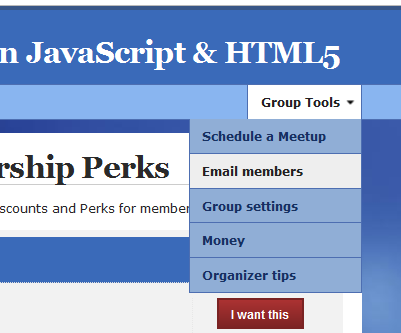 n JavaScript & HTML5
Group Tools
Schedule a Meetup
Email members
rship Perks
Group settings
scounts and Perks for member
Money
Organizer tips
I want this